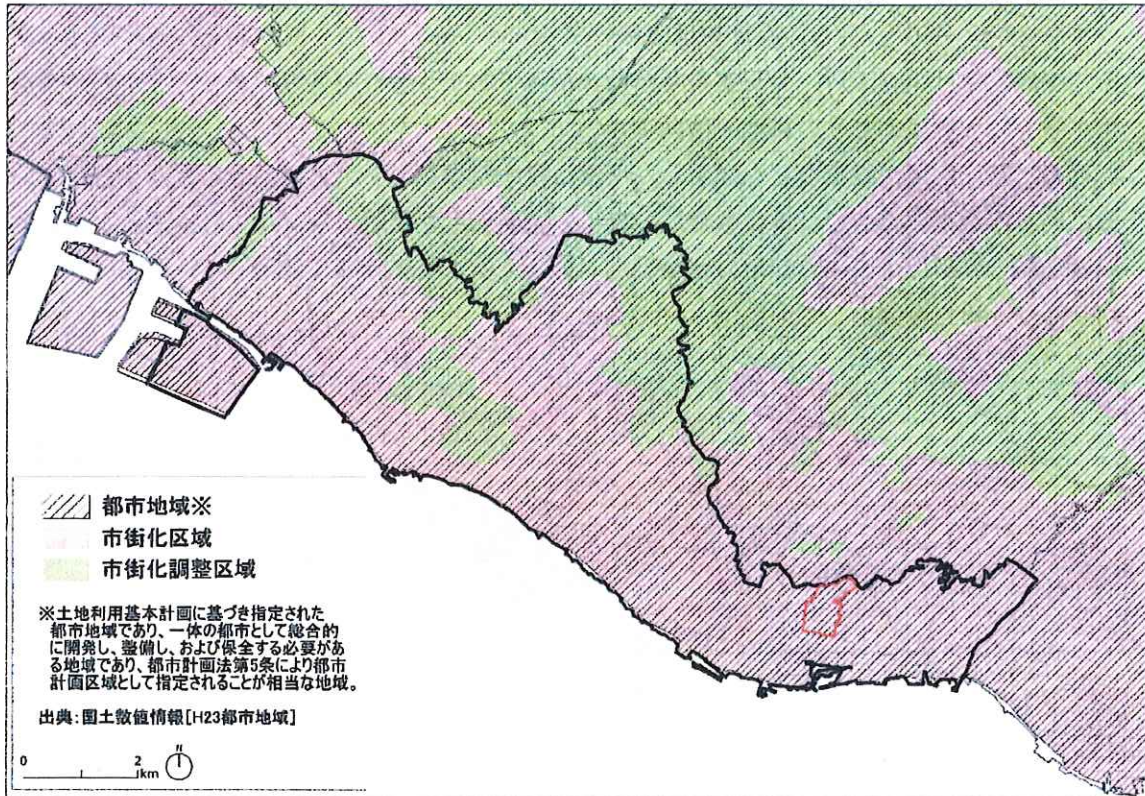 都市地域※
市街化区域
市街化調整区域
※土地利用基本計画に基づき指定された
都市地域であり、一体の都市として総合的
に開発し、整備し、および保全する必要があ
る地域であり、都市計画法第5条により都市
計画区域として指定されることが相当な地域。
出典:国土数値情報[H23都市地域]
0 2
km
N